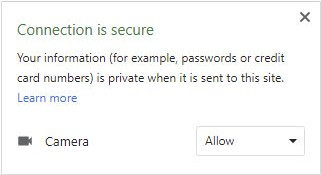 Connection is secure
Your information (for example, passwords or credit
card numbers) is private when it is sent to this site.
Learn more
Camera
Allow